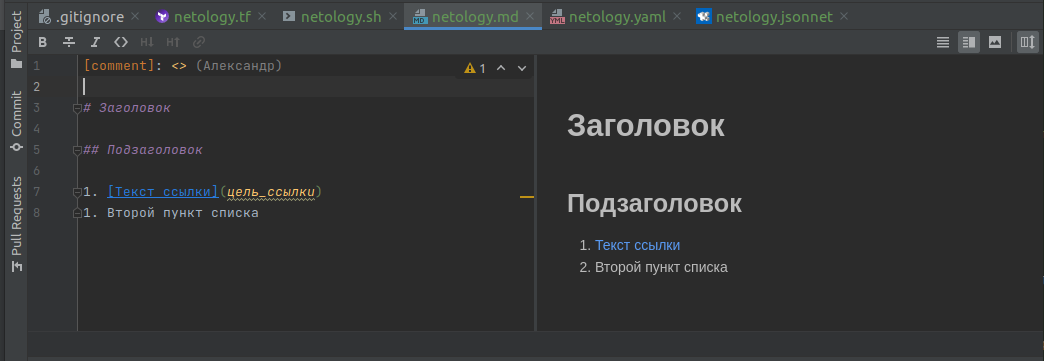 .gitignore netology.tf netology.sh netology.md netology.yaml netology.jsonnet
B I <> H↓ H↑
Project
Commit
Pull Requests
1 [comment]: <> (Александр) 1
2
3 # Заголовок
4
5 ## Подзаголовок
6
7 1. [Текст ссылки](цель_ссылки)
8 1. Второй пункт списка
Заголовок
Подзаголовок
1. Текст ссылки
2. Второй пункт списка